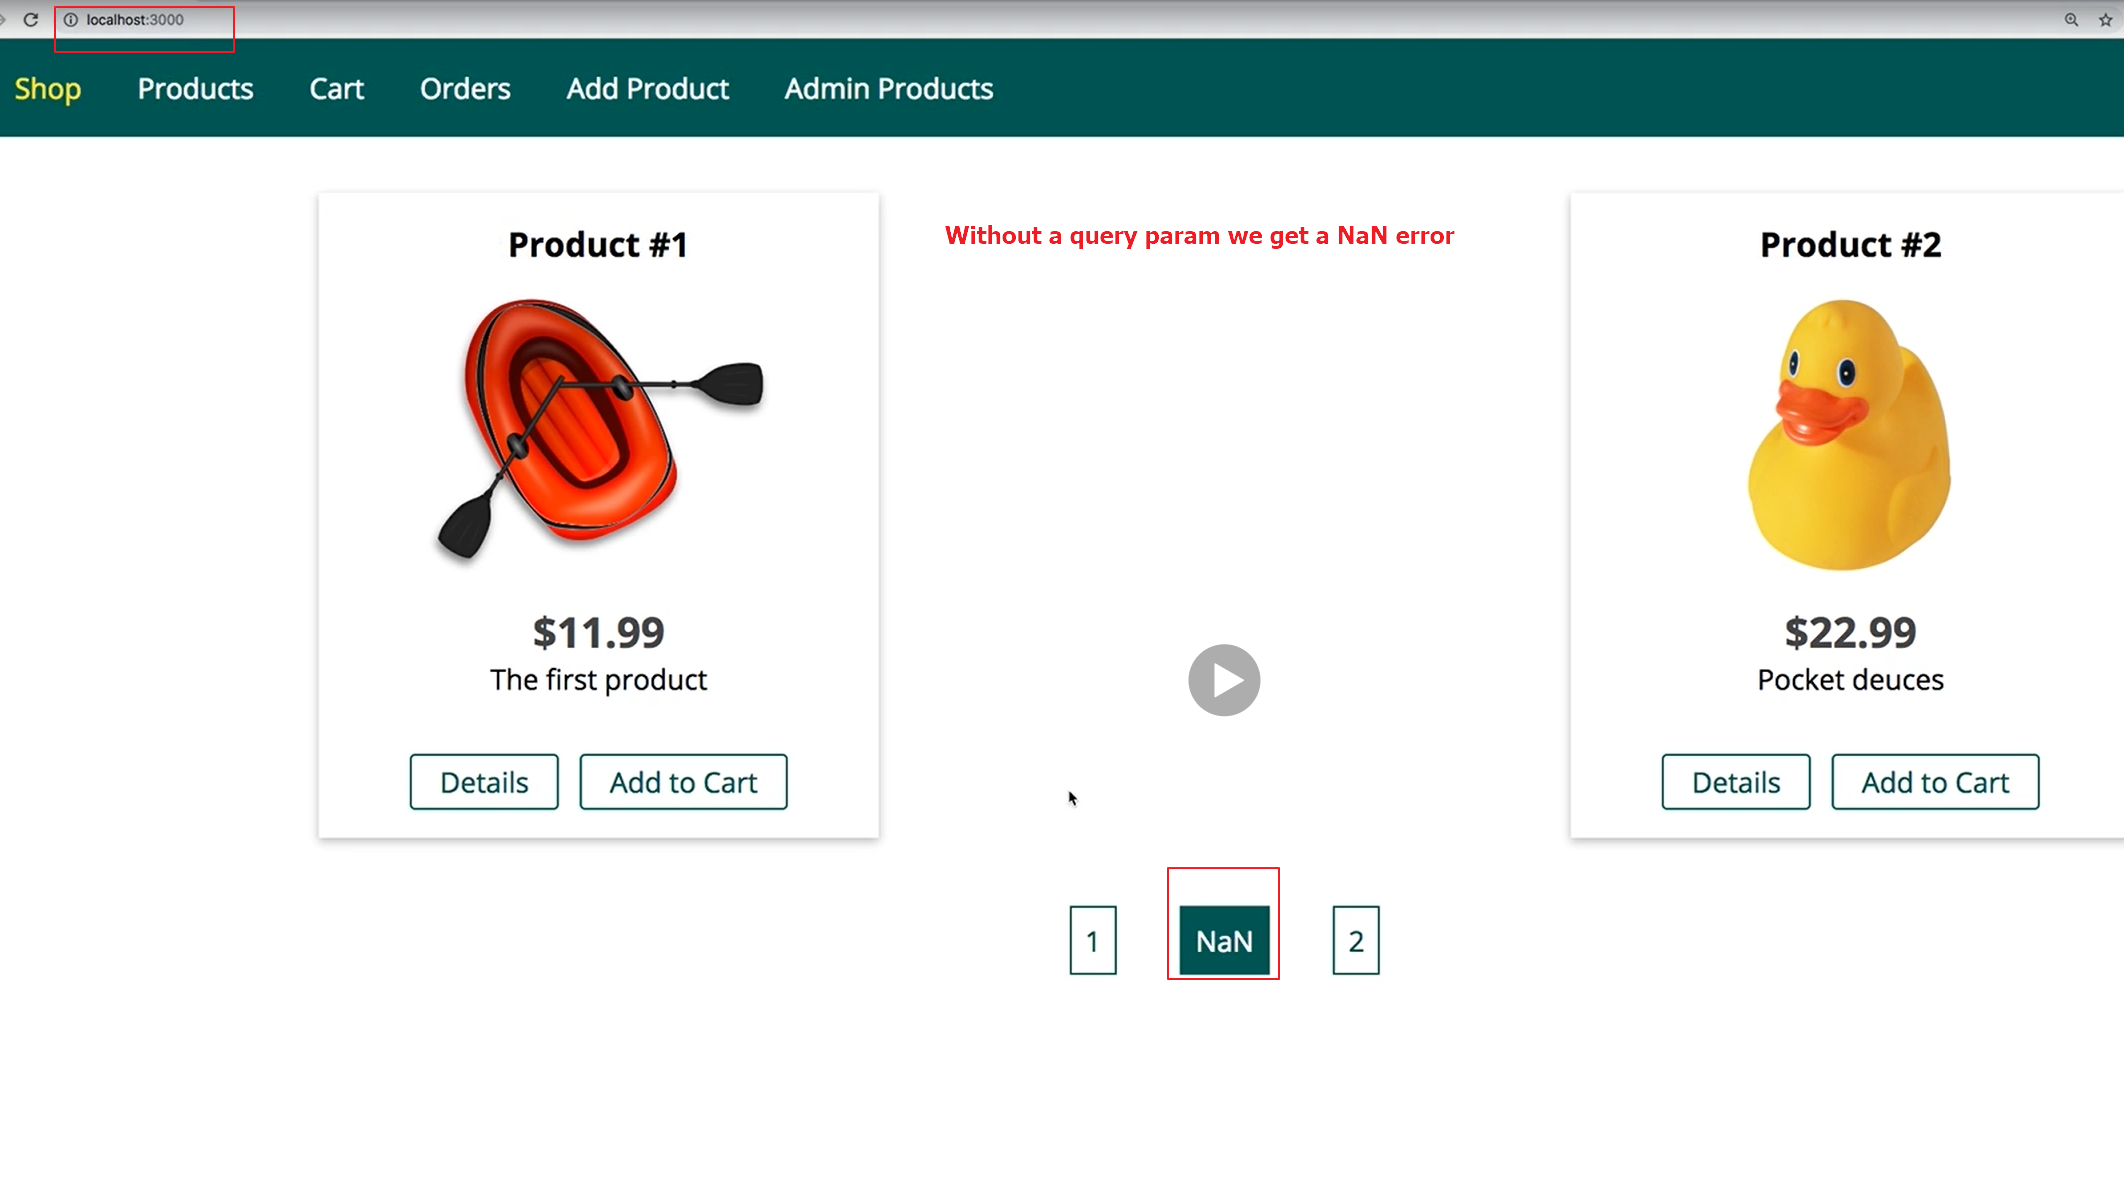 localhost:3000
Shop Products Cart Orders Add Product Admin Products
Without a query param we get a NaN error
Product #1
$11.99
The first product
Details Add to Cart
Product #2
$22.99
Pocket deuces
Details Add to Cart
1 NaN 2